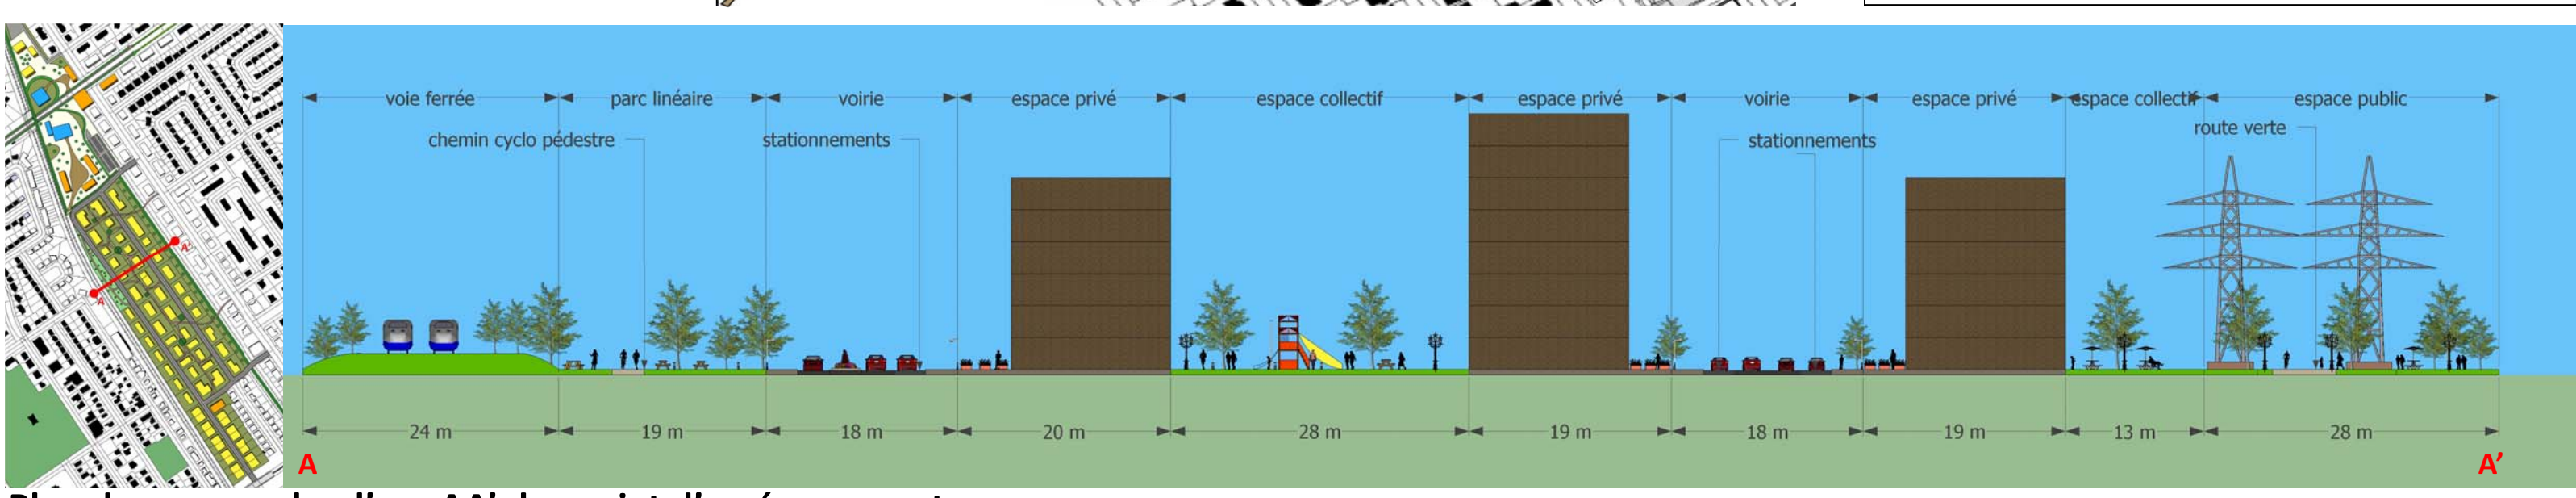 voie ferrée parc linéaire voirie espace privé espace collectif espace privé voirie espace privé espace collectif espace public
chemin cyclo pédestre stationnements stationnements route verte
24 m 19 m 18 m 20 m 28 m 19 m 18 m 19 m 13 m 28 m
A A'
A A'